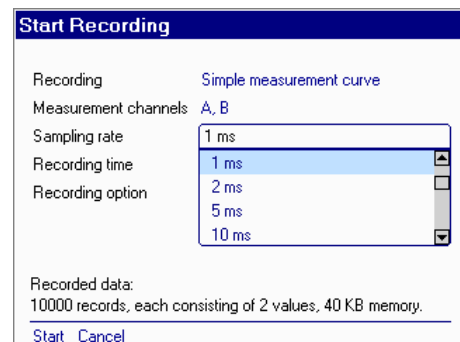 Start Recording
Recording Simple measurement curve
Measurement channels A, B
Sampling rate 1 ms
Recording time 1 ms
2 ms
Recording option
5 ms
10 ms
Recorded data:
10000 records, each consisting of 2 values, 40 KB memory.
Start Cancel